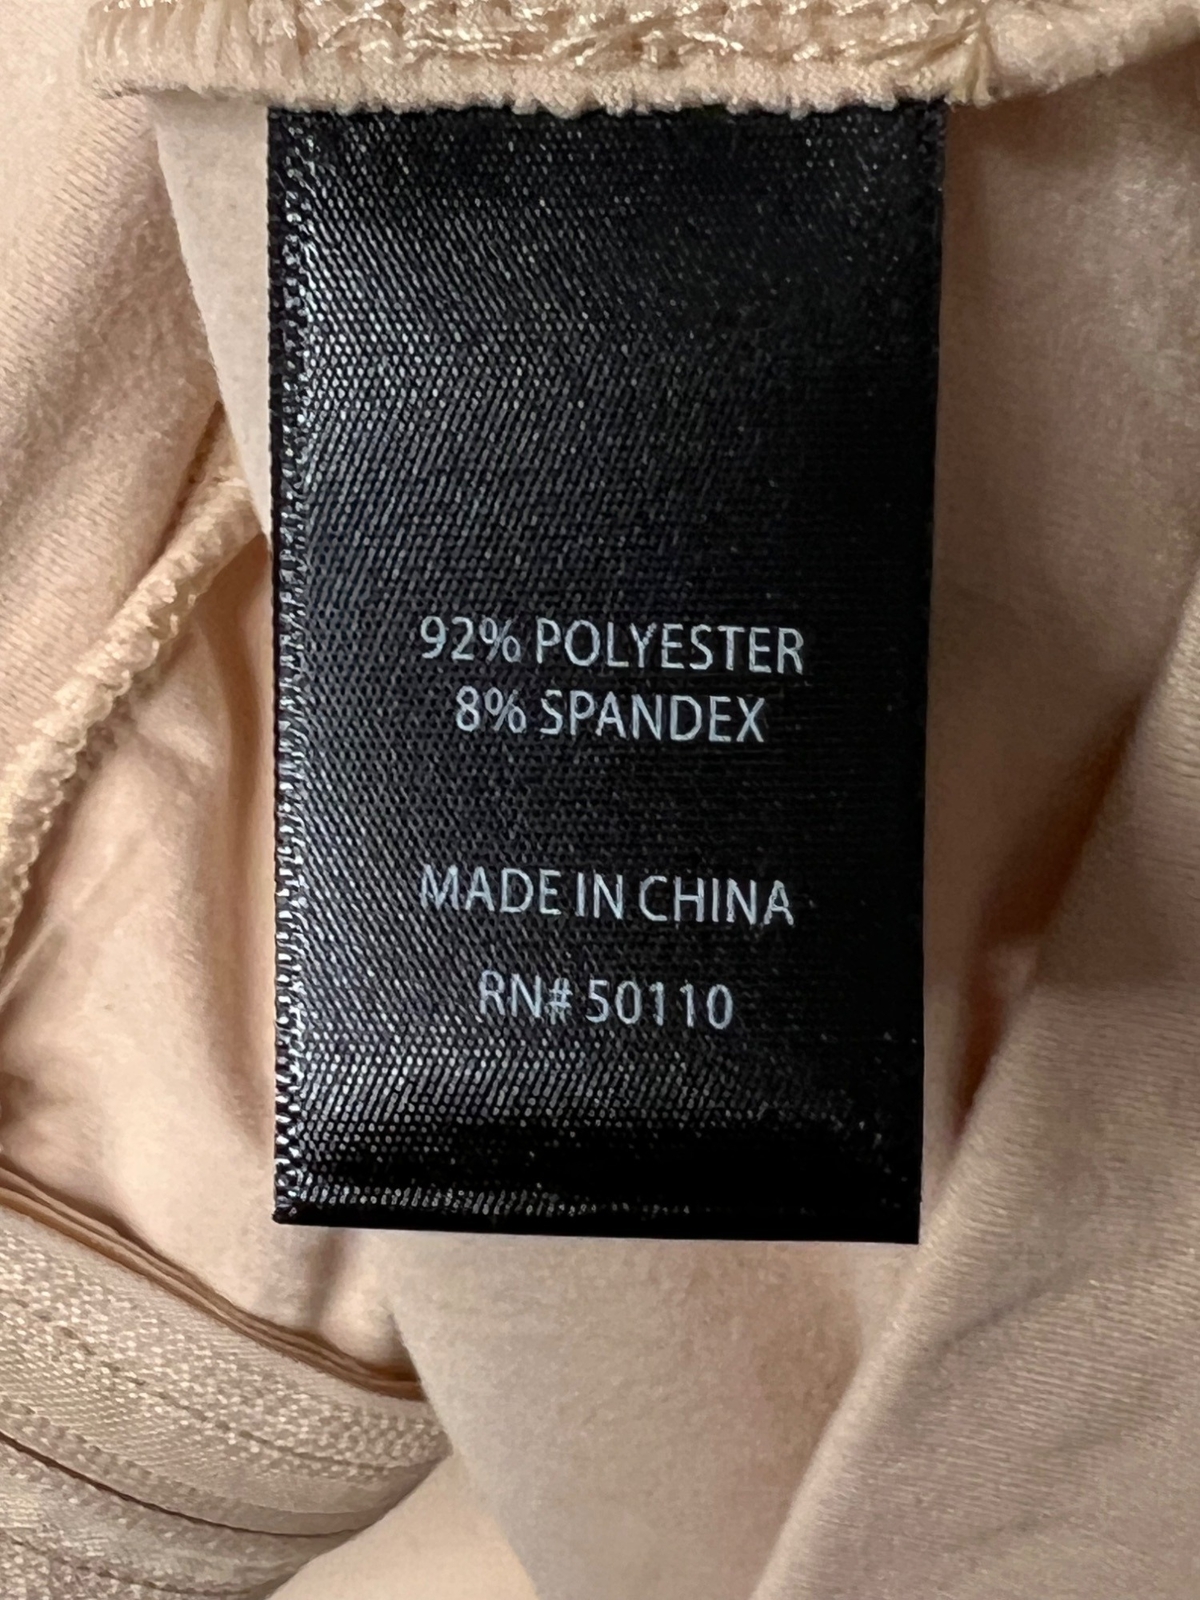 92% POLYESTER
8% SPANDEX
MADE IN CHINA
RN# 50110